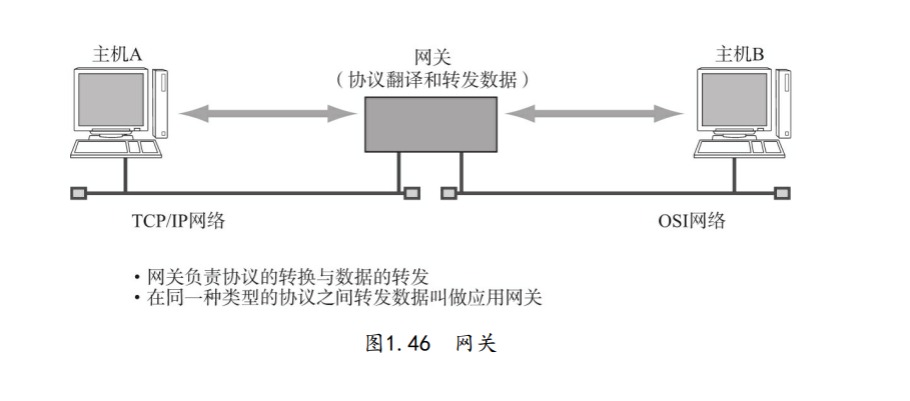 主机A
网关
（协议翻译和转发数据）
主机B
TCP/IP网络
OSI网络
·网关负责协议的转换与数据的转发
·在同一种类型的协议之间转发数据叫做应用网关
图1.46 网关